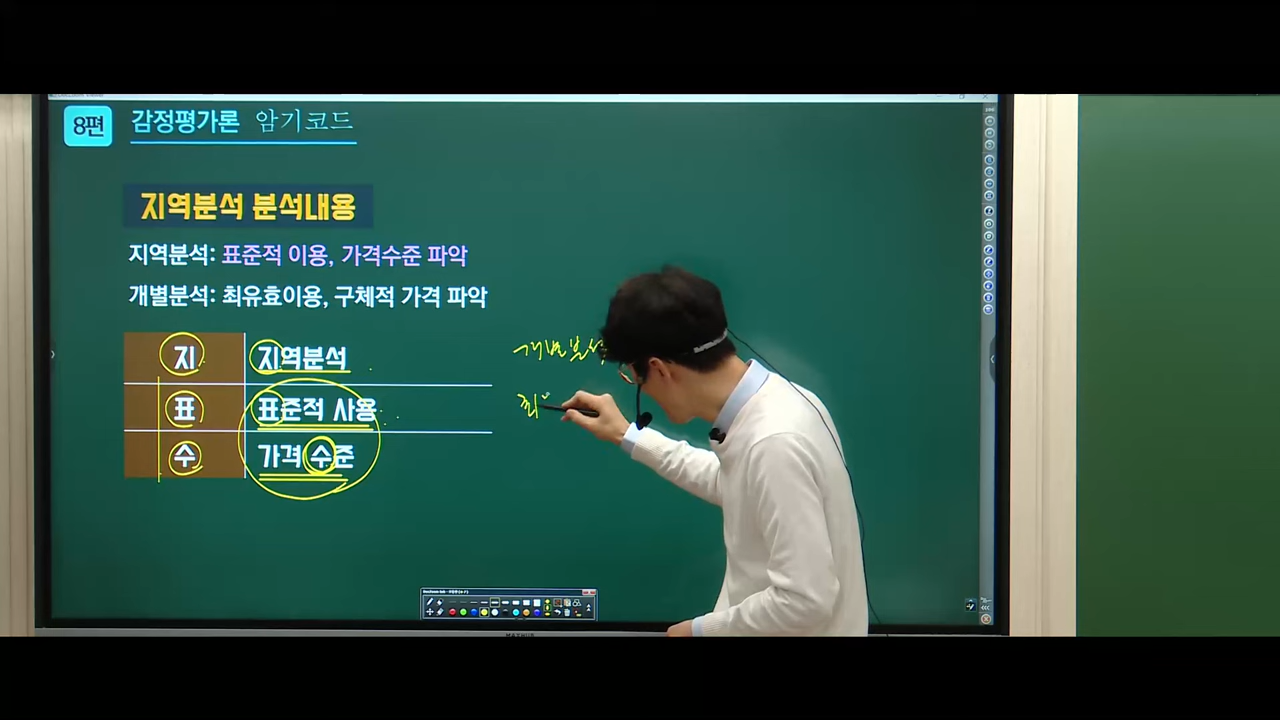 8편 감정평가론 암기코드
지역분석 분석내용
지역분석: 표준적 이용, 가격수준 파악
개별분석: 최유효이용, 구체적 가격 파악
지 지역분석
표 표준적 사용
수 가격 수준
개별분석
최